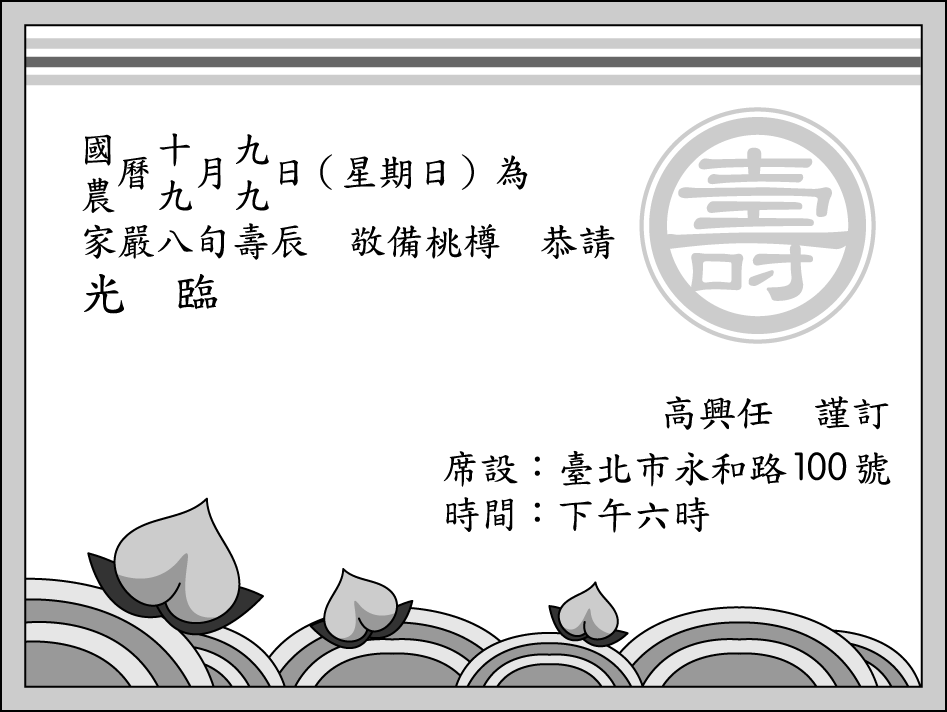 國曆十月九日（星期日）為
農曆九月九日
家嚴八旬壽辰　敬備桃樽　恭請
光　臨
壽
高興任　謹訂
席設：臺北市永和路100號
時間：下午六時